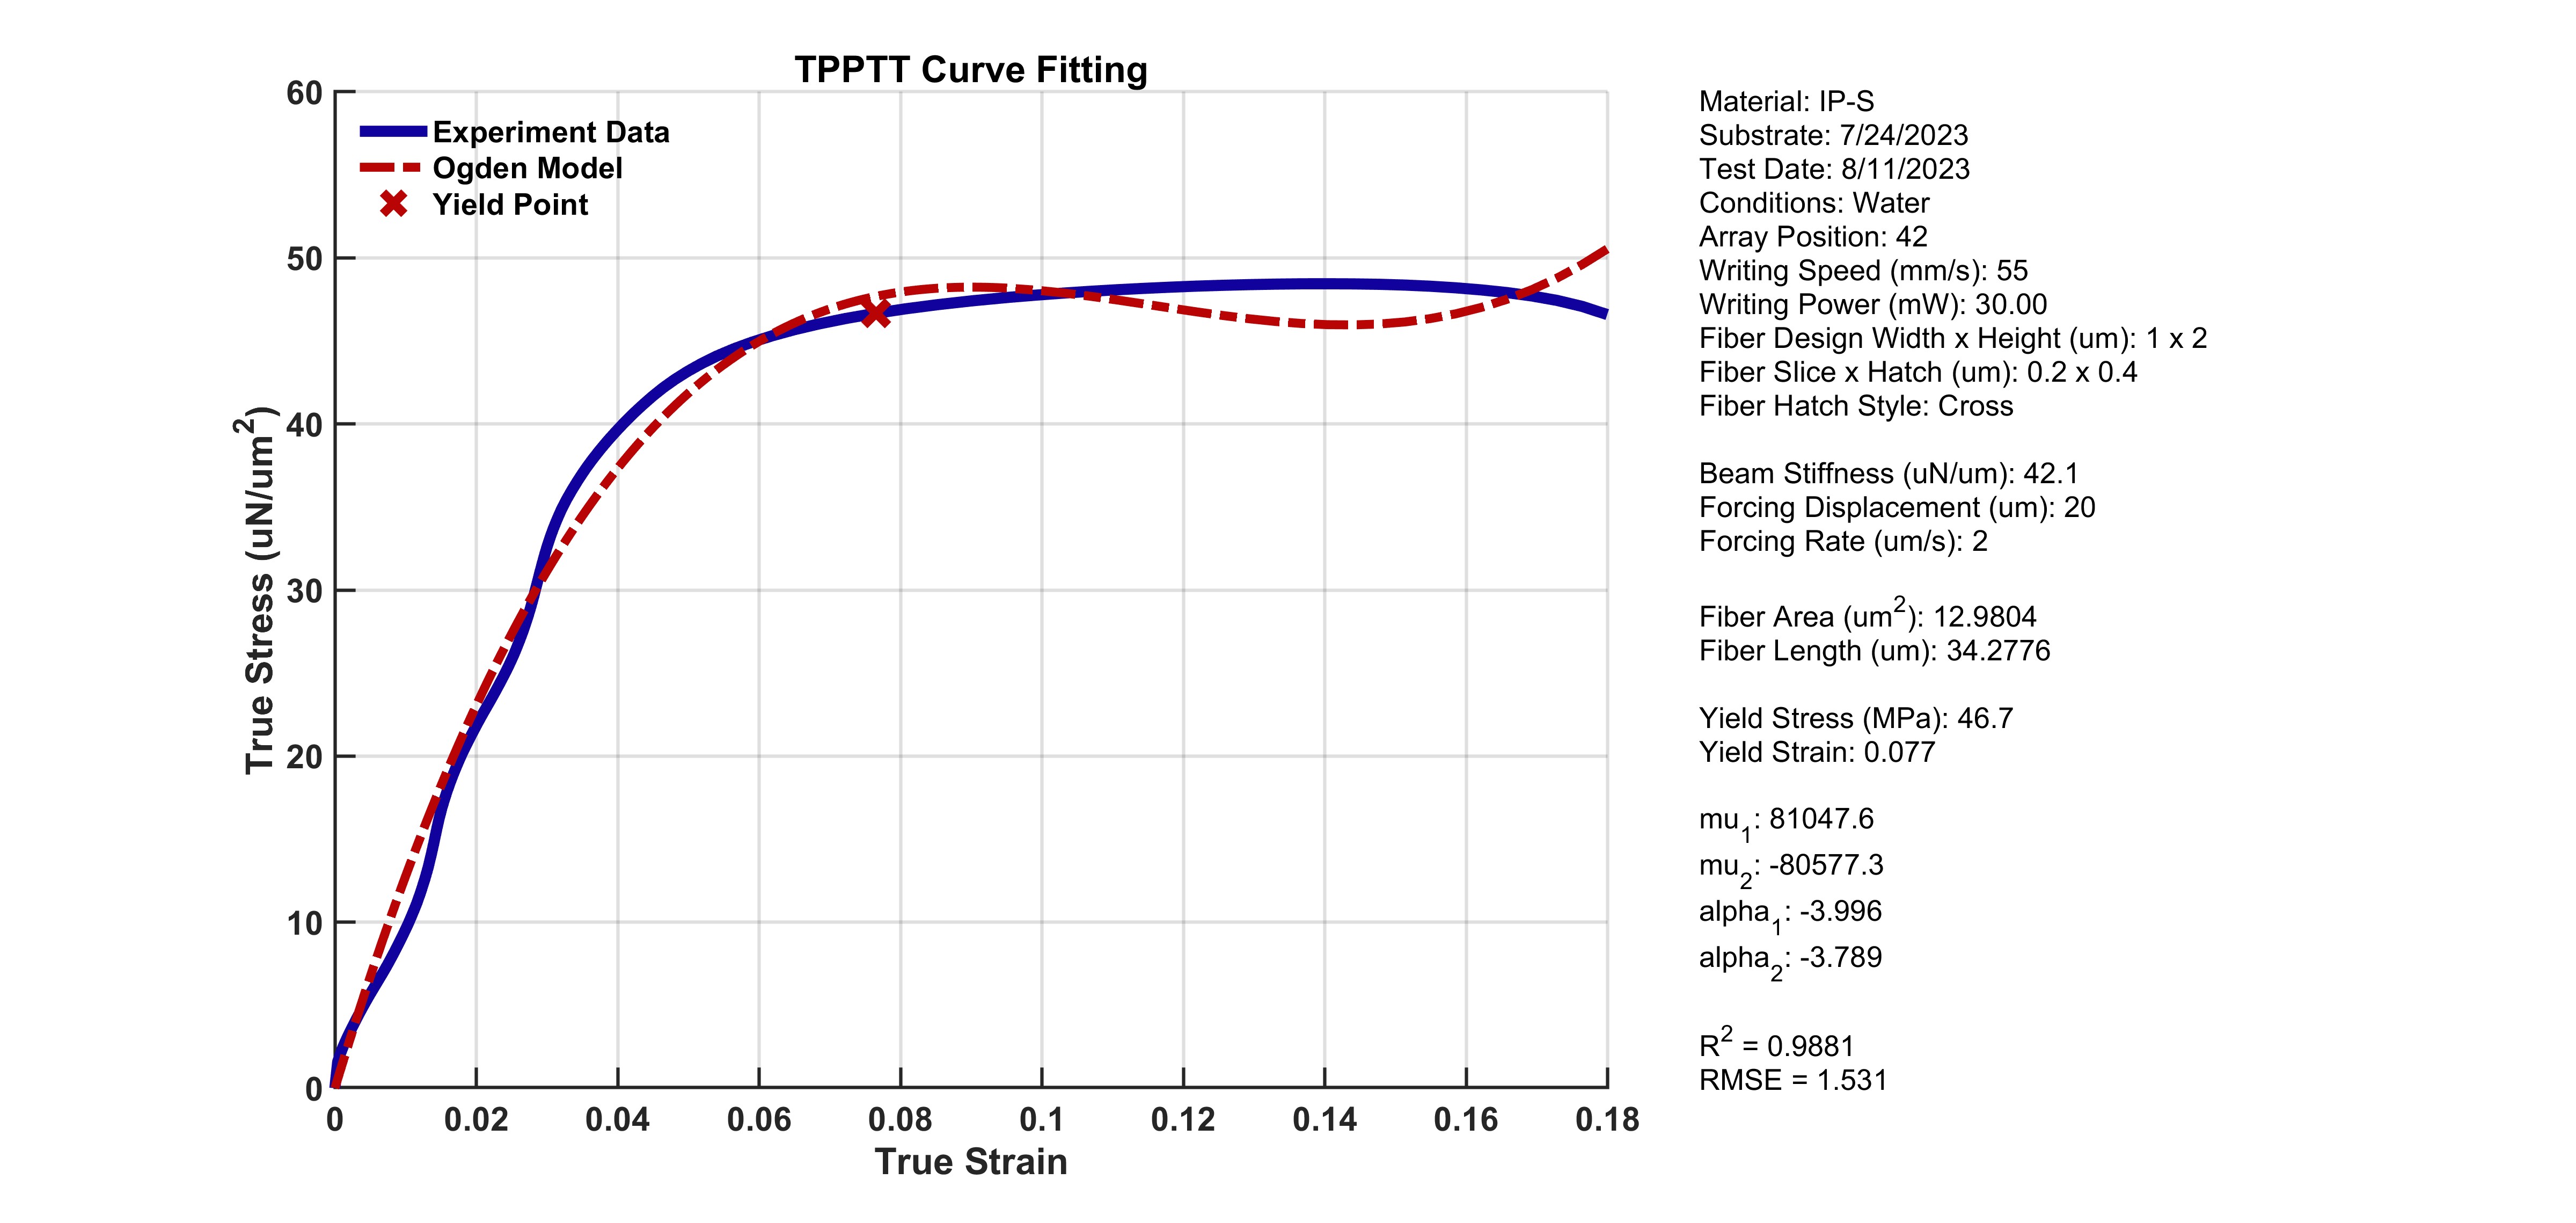 TPPTT Curve Fitting
60
50
40
30
20
10
0
True Stress (uN/um²)
Experiment Data
Ogden Model
Yield Point
0 0.02 0.04 0.06 0.08 0.1 0.12 0.14 0.16 0.18
True Strain
Material: IP-S
Substrate: 7/24/2023
Test Date: 8/11/2023
Conditions: Water
Array Position: 42
Writing Speed (mm/s): 55
Writing Power (mW): 30.00
Fiber Design Width x Height (um): 1 x 2
Fiber Slice x Hatch (um): 0.2 x 0.4
Fiber Hatch Style: Cross
Beam Stiffness (uN/um): 42.1
Forcing Displacement (um): 20
Forcing Rate (um/s): 2
Fiber Area (um²): 12.9804
Fiber Length (um): 34.2776
Yield Stress (MPa): 46.7
Yield Strain: 0.077
mu₁: 81047.6
mu₂: -80577.3
alpha₁: -3.996
alpha₂: -3.789
R² = 0.9881
RMSE = 1.531